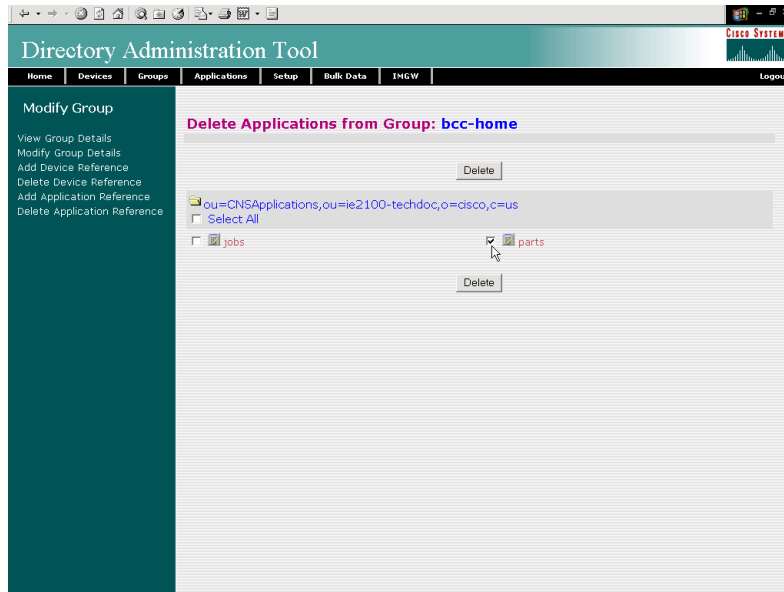 CISCO SYSTEM
Directory Administration Tool
Home Devices Groups Applications Setup Bulk Data IMGW Logou
Modify Group
View Group Details
Modify Group Details
Add Device Reference
Delete Device Reference
Add Application Reference
Delete Application Reference
Delete Applications from Group: bcc-home
Delete
ou=CNSApplications,ou=ie2100-techdoc,o=cisco,c=us
Select All
jobs parts
Delete